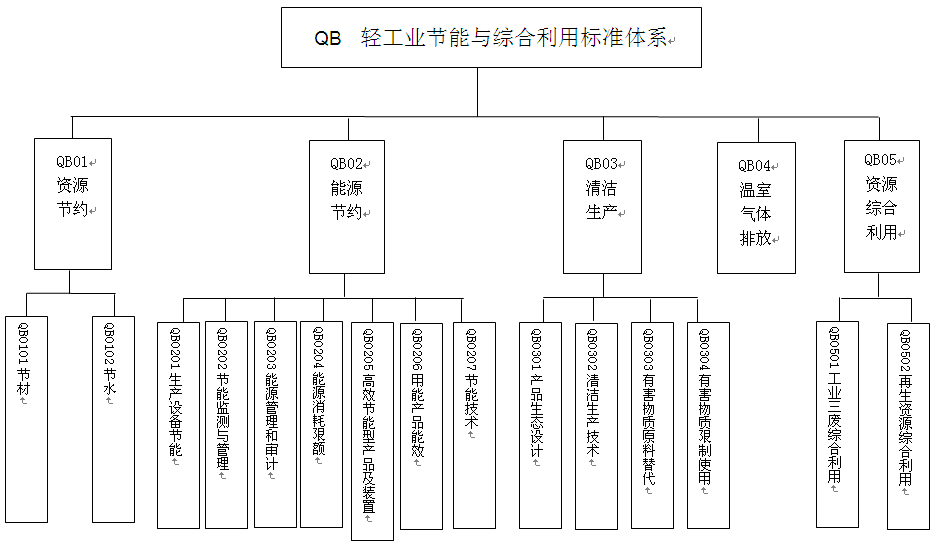 QB 轻工业节能与综合利用标准体系
QB01
资源
节约
QB02
能源
节约
QB03
清洁
生产
QB04
温室
气体
排放
QB05
资源
综合
利用
QB0101 节材
QB0102 节水
QB0201 生产设备节能
QB0202 节能监测与管理
QB0203 能源管理和审计
QB0204 能源消耗限额
QB0205 高效节能型产品及装置
QB0206 用能产品能效
QB0207 节能技术
QB0301 产品生态设计
QB0302 清洁生产技术
QB0303 有害物质原料替代
QB0304 有害物质限制使用
QB0501 工业三废综合利用
QB0502 再生资源综合利用